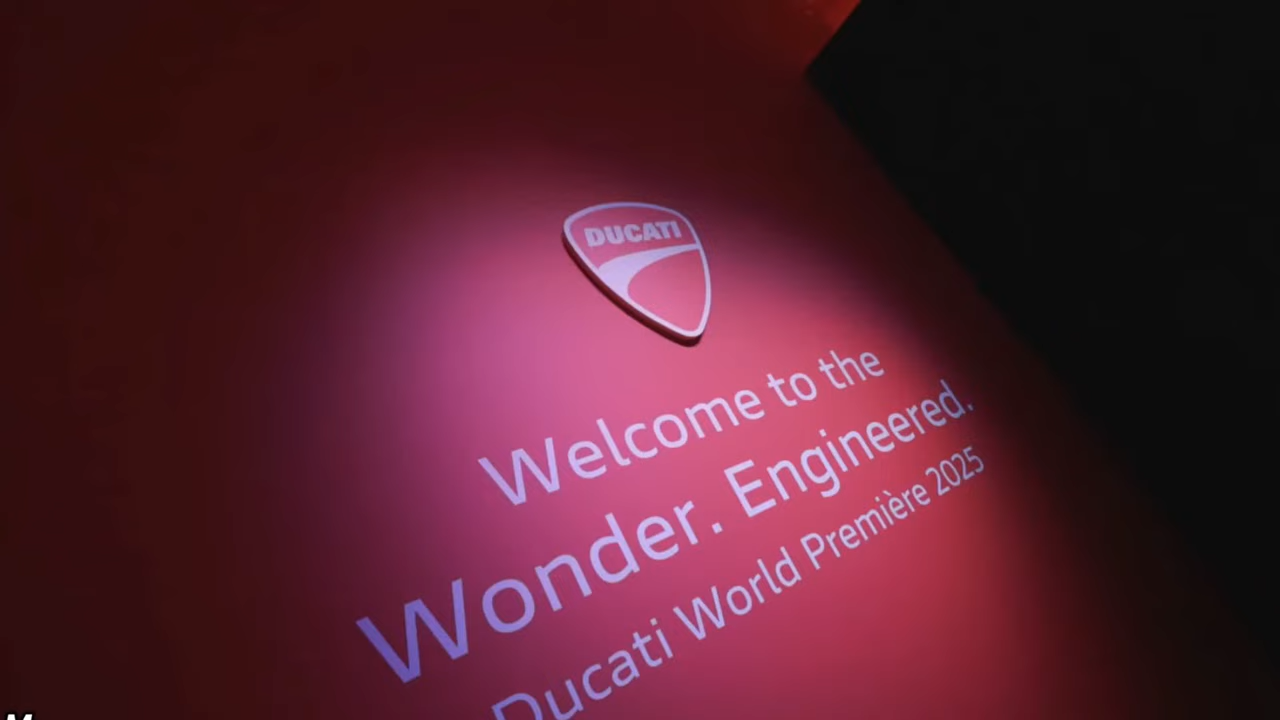 DUCATI
Welcome to the
Wonder. Engineered.
Ducati World Première 2025